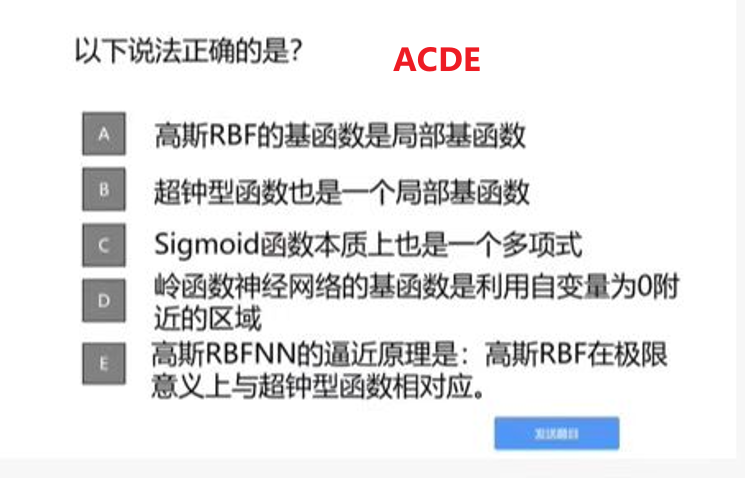 以下说法正确的是?
ACDE
A
高斯RBF的基函数是局部基函数
B
超钟型函数也是一个局部基函数
C
Sigmoid函数本质上也是一个多项式
D
岭函数神经网络的基函数是利用自变量为0附
近的区域
E
高斯RBFNN的逼近原理是：高斯RBF在极限
意义上与超钟型函数相对应。
发送题目